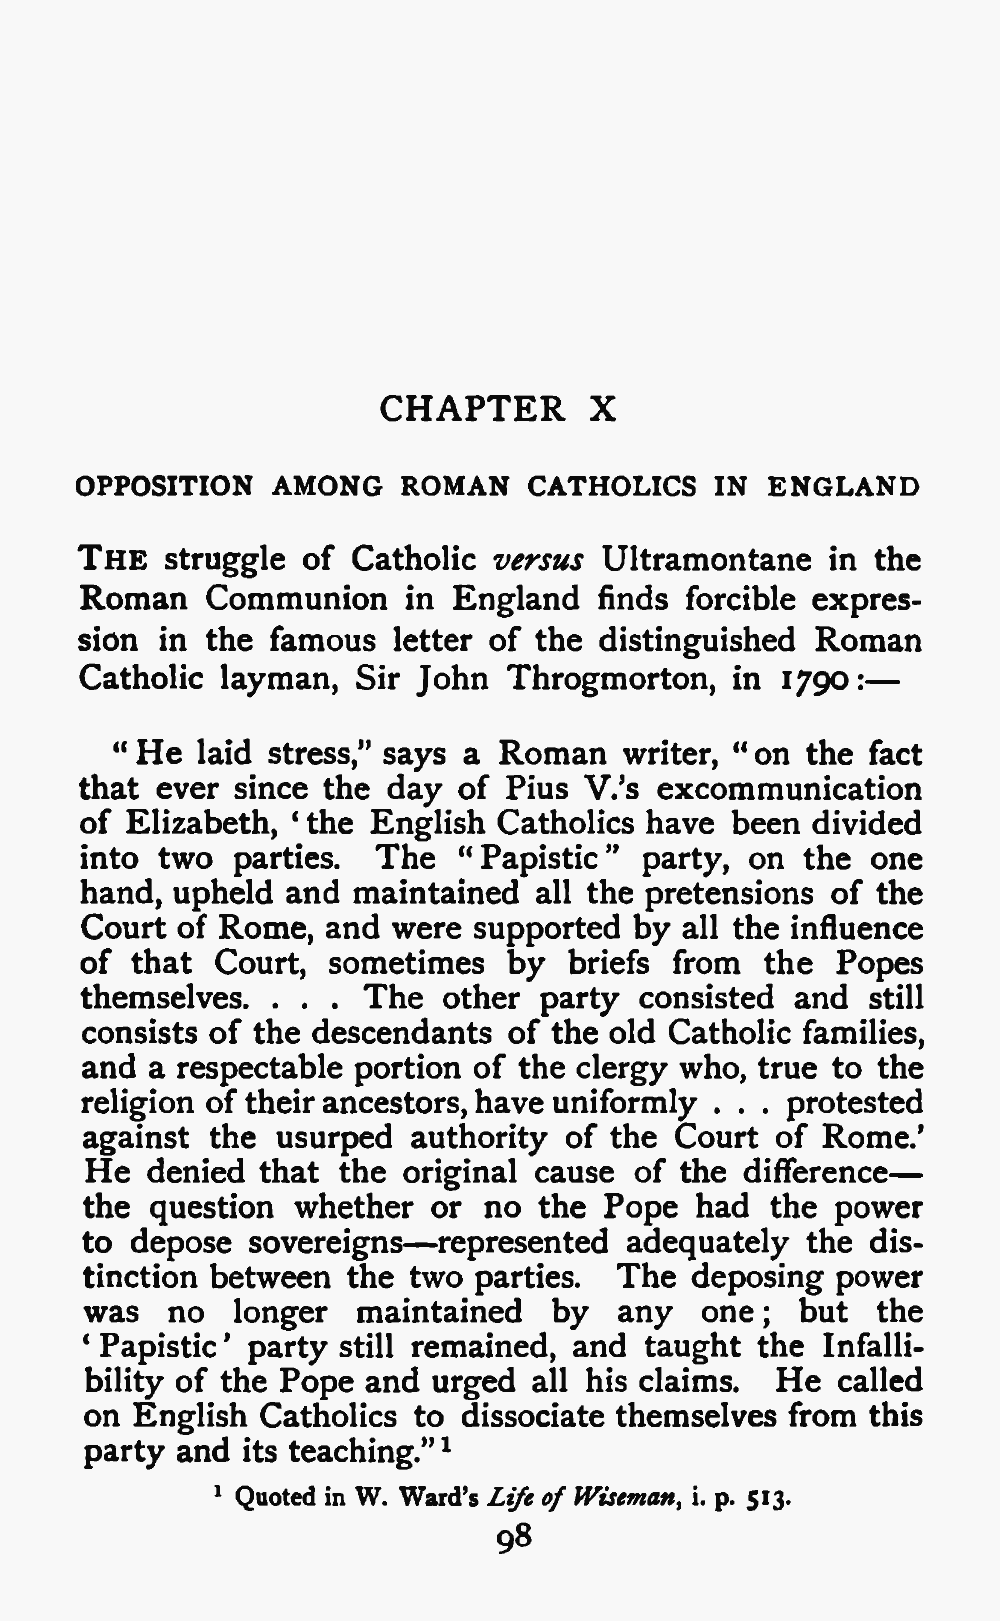 CHAPTER X
OPPOSITION AMONG ROMAN CATHOLICS IN ENGLAND
THE struggle of Catholic versus Ultramontane in the
Roman Communion in England finds forcible expres-
sion in the famous letter of the distinguished Roman
Catholic layman, Sir John Throgmorton, in 1790:—
“He laid stress,” says a Roman writer, “on the fact
that ever since the day of Pius V.’s excommunication
of Elizabeth, ‘the English Catholics have been divided
into two parties. The “Papistic” party, on the one
hand, upheld and maintained all the pretensions of the
Court of Rome, and were supported by all the influence
of that Court, sometimes by briefs from the Popes
themselves. . . . The other party consisted and still
consists of the descendants of the old Catholic families,
and a respectable portion of the clergy who, true to the
religion of their ancestors, have uniformly . . . protested
against the usurped authority of the Court of Rome.’
He denied that the original cause of the difference—
the question whether or no the Pope had the power
to depose sovereigns—represented adequately the dis-
tinction between the two parties. The deposing power
was no longer maintained by any one; but the
‘Papistic’ party still remained, and taught the Infalli-
bility of the Pope and urged all his claims. He called
on English Catholics to dissociate themselves from this
party and its teaching.”¹
¹ Quoted in W. Ward’s Life of Wiseman, i. p. 513.
98